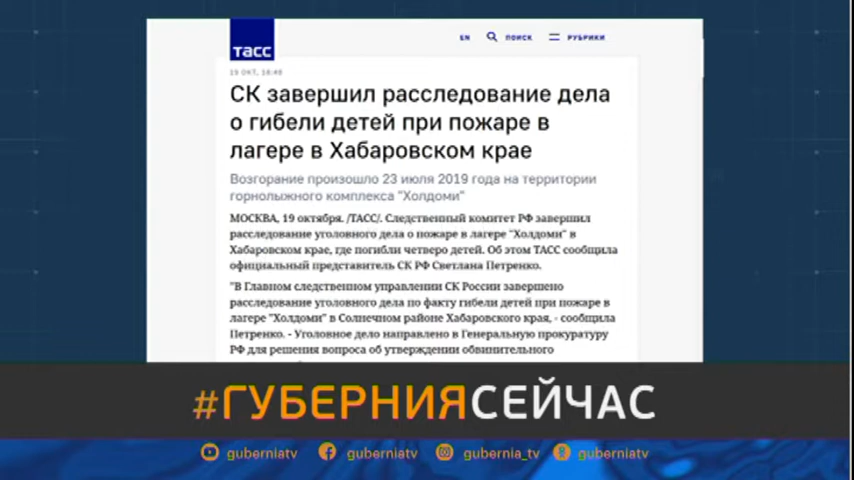 тасс
EN ПОИСК РУБРИКИ
19 ОКТ, 16:46
СК завершил расследование дела
о гибели детей при пожаре в
лагере в Хабаровском крае
Возгорание произошло 23 июля 2019 года на территории
горнолыжного комплекса "Холдоми"
МОСКВА, 19 октября. /ТАСС/. Следственный комитет РФ завершил
расследование уголовного дела о пожаре в лагере "Холдоми" в
Хабаровском крае, где погибли четверо детей. Об этом ТАСС сообщила
официальный представитель СК РФ Светлана Петренко.
"В Главном следственном управлении СК России завершено
расследование уголовного дела по факту гибели детей при пожаре в
лагере "Холдоми" в Солнечном районе Хабаровского края, - сообщила
Петренко. - Уголовное дело направлено в Генеральную прокуратуру
РФ для решения вопроса об утверждении обвинительного
#ГУБЕРНИЯСЕЙЧАС
guberniatv guberniatv gubernia_tv guberniatv